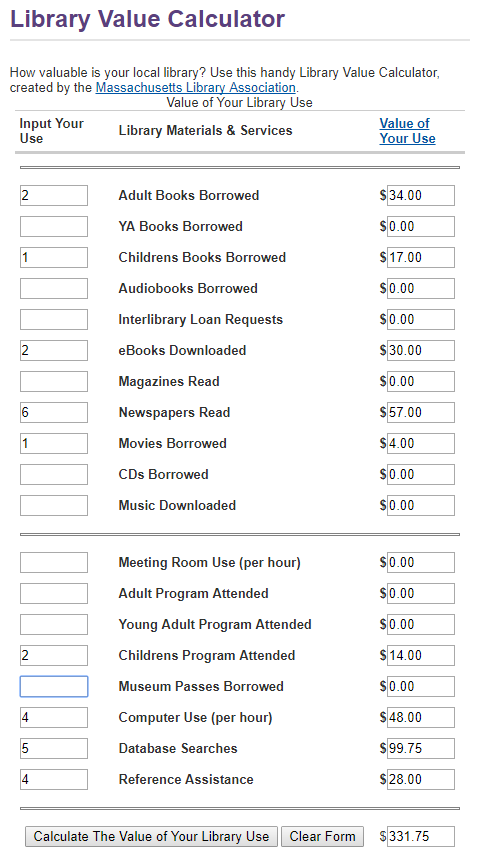 Library Value Calculator
How valuable is your local library? Use this handy Library Value Calculator,
created by the Massachusetts Library Association.
Value of Your Library Use
Input Your Use Library Materials & Services Value of Your Use
2 Adult Books Borrowed $34.00
YA Books Borrowed $0.00
1 Childrens Books Borrowed $17.00
Audiobooks Borrowed $0.00
Interlibrary Loan Requests $0.00
2 eBooks Downloaded $30.00
Magazines Read $0.00
6 Newspapers Read $57.00
1 Movies Borrowed $4.00
CDs Borrowed $0.00
Music Downloaded $0.00
Meeting Room Use (per hour) $0.00
Adult Program Attended $0.00
Young Adult Program Attended $0.00
2 Childrens Program Attended $14.00
Museum Passes Borrowed $0.00
4 Computer Use (per hour) $48.00
5 Database Searches $99.75
4 Reference Assistance $28.00
Calculate The Value of Your Library Use Clear Form $331.75